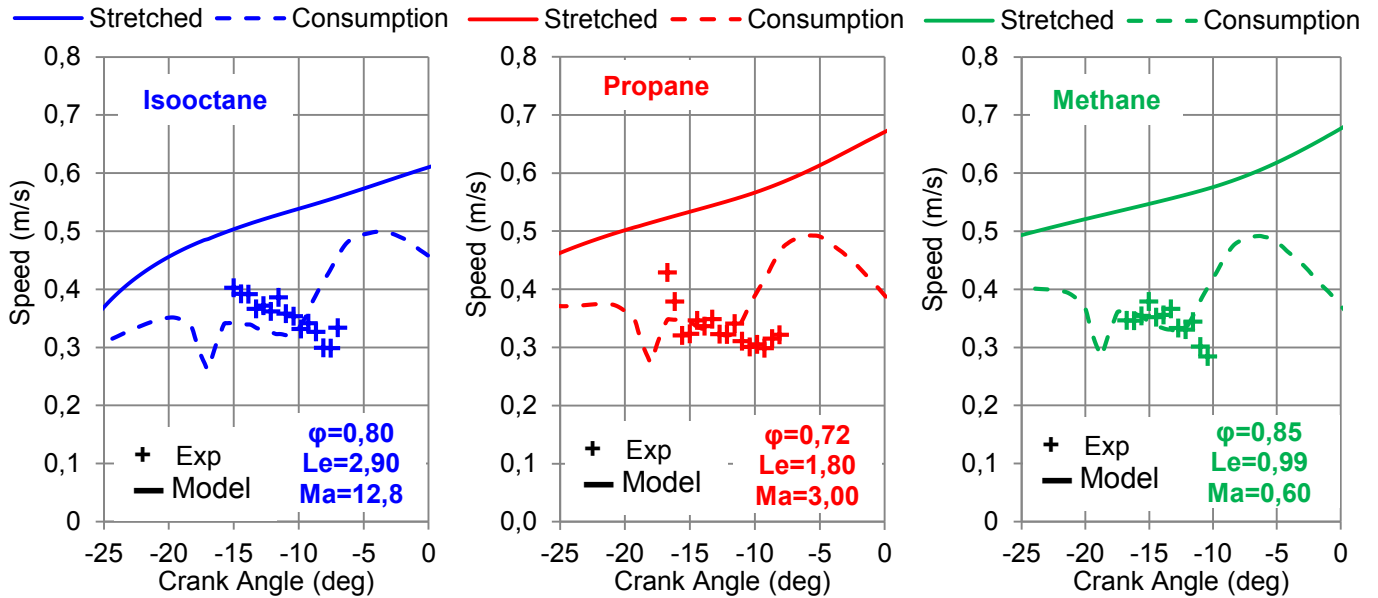 Stretched Consumption
0,8
0,7
0,6
0,5
0,4
0,3
0,2
0,1
0
Speed (m/s)
Isooctane
Exp
Model
φ=0,80
Le=2,90
Ma=12,8
-25 -20 -15 -10 -5 0
Crank Angle (deg)
Stretched Consumption
0,8
0,7
0,6
0,5
0,4
0,3
0,2
0,1
0,0
Speed (m/s)
Propane
Exp
Model
φ=0,72
Le=1,80
Ma=3,00
-25 -20 -15 -10 -5 0
Crank Angle (deg)
Stretched Consumption
0,8
0,7
0,6
0,5
0,4
0,3
0,2
0,1
0
Speed (m/s)
Methane
Exp
Model
φ=0,85
Le=0,99
Ma=0,60
-25 -20 -15 -10 -5 0
Crank Angle (deg)